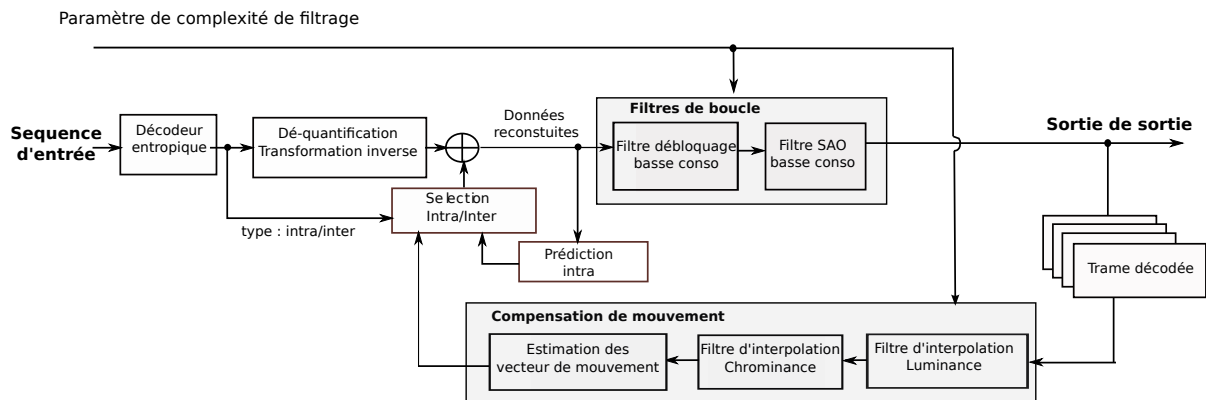 Paramètre de complexité de filtrage
Sequence
d'entrée
Décodeur
entropique
Dé-quantification
Transformation inverse
Données
reconstuites
Filtres de boucle
Filtre débloquage
basse conso
Filtre SAO
basse conso
Sortie de sortie
Selection
Intra/Inter
type : intra/inter
Prédiction
intra
Trame décodée
Compensation de mouvement
Estimation des
vecteur de mouvement
Filtre d'interpolation
Chrominance
Filtre d'interpolation
Luminance